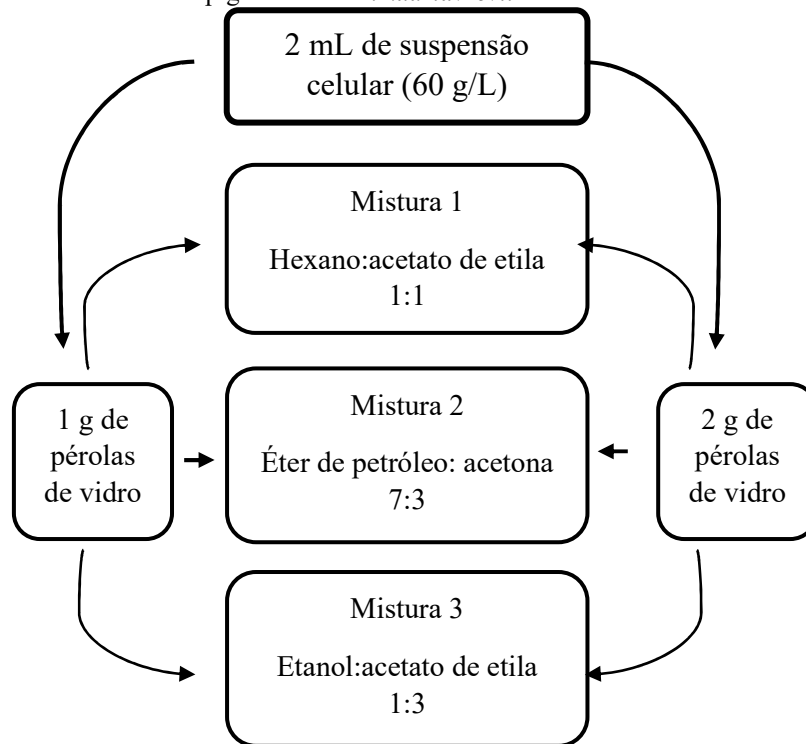 2 mL de suspensão
celular (60 g/L)
Mistura 1
Hexano:acetato de etila
1:1
1 g de
pérolas
de vidro
Mistura 2
Éter de petróleo: acetona
7:3
2 g de
pérolas
de vidro
Mistura 3
Etanol:acetato de etila
1:3